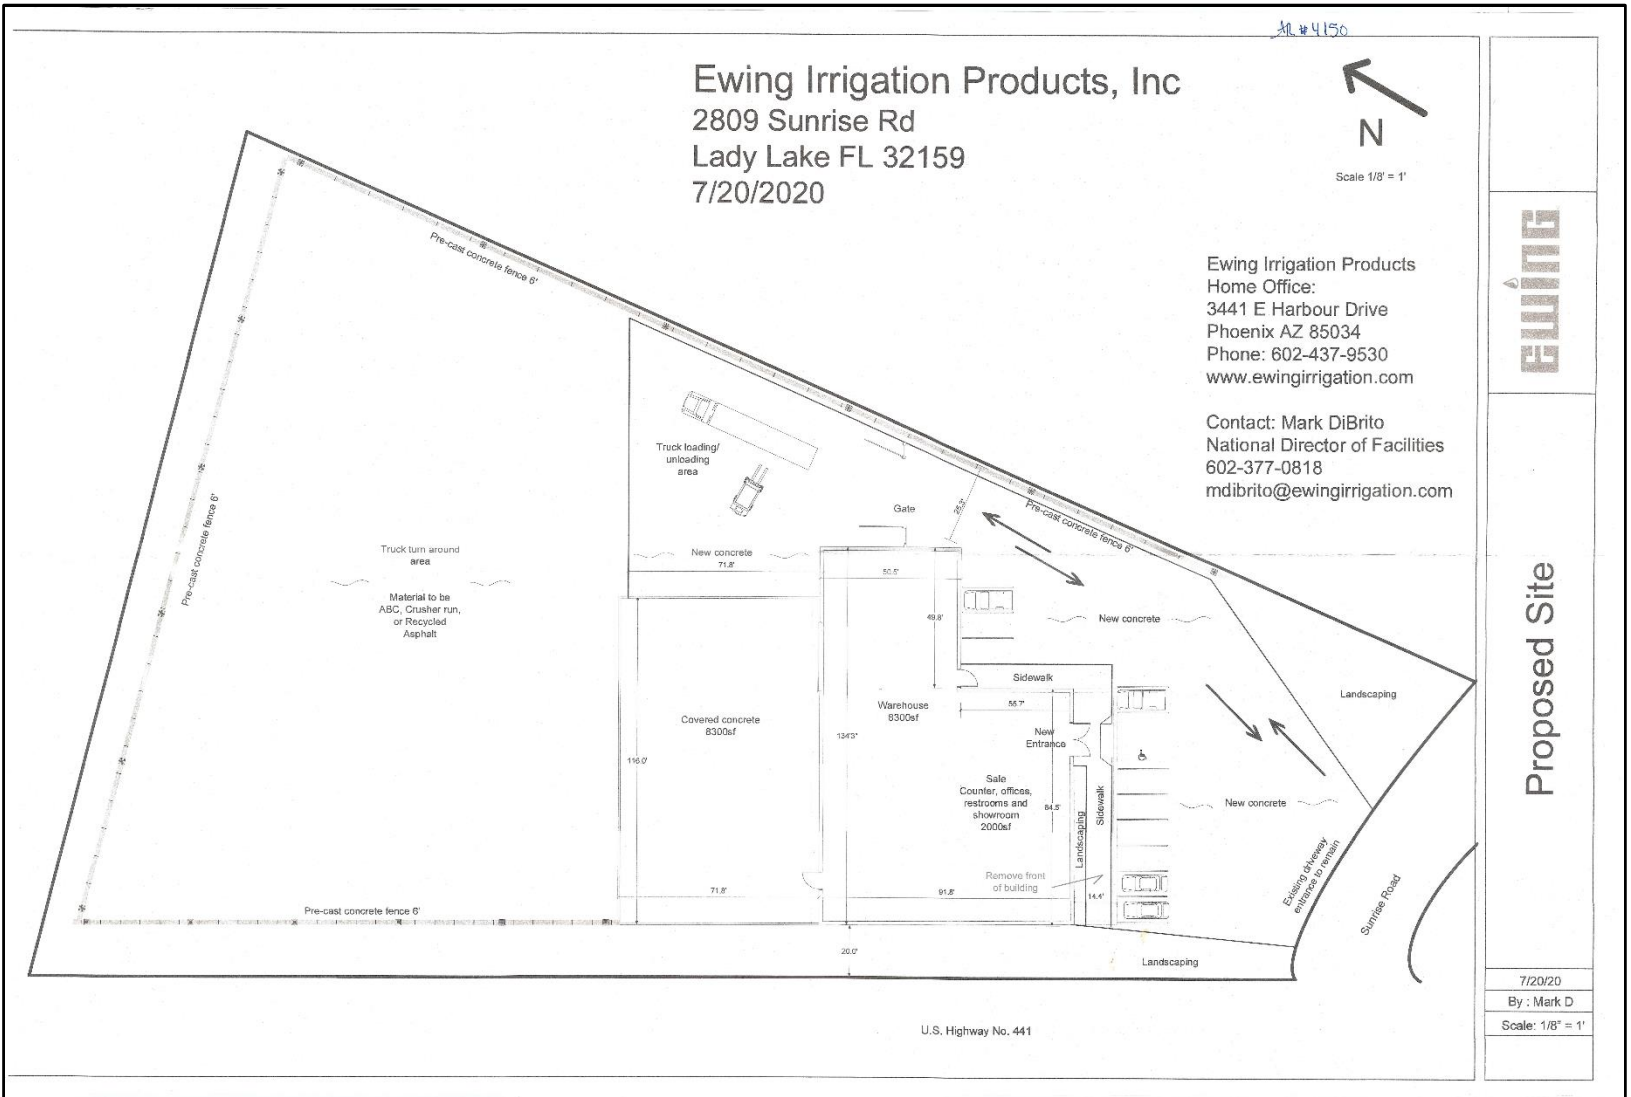 AR # 4150
Ewing Irrigation Products, Inc
2809 Sunrise Rd
Lady Lake FL 32159
7/20/2020
N
Scale 1/8' = 1'
Ewing Irrigation Products
Home Office:
3441 E Harbour Drive
Phoenix AZ 85034
Phone: 602-437-9530
www.ewingirrigation.com
Contact: Mark DiBrito
National Director of Facilities
602-377-0818
mdibrito@ewingirrigation.com
EWING
Proposed Site
7/20/20
By : Mark D
Scale: 1/8" = 1'
Pre-cast concrete fence 6'
Pre-cast concrete fence 6'
Truck turn around
area
Material to be
ABC, Crusher run,
or Recycled
Asphalt
Pre-cast concrete fence 6'
Truck loading/
unloading
area
Gate
25.3'
Pre-cast concrete fence 6'
New concrete
71.8'
50.5'
49.8'
New concrete
Sidewalk
Landscaping
Covered concrete
8300sf
116.0'
71.8'
Warehouse
8300sf
134'3"
55.7'
New
Entrance
Sale
Counter, offices,
restrooms and
showroom
2000sf
84.5'
Landscaping
Sidewalk
New concrete
Remove front
of building
91.8'
14.4'
Existing driveway
entrance to remain
Sunrise Road
20.0'
Landscaping
U.S. Highway No. 441